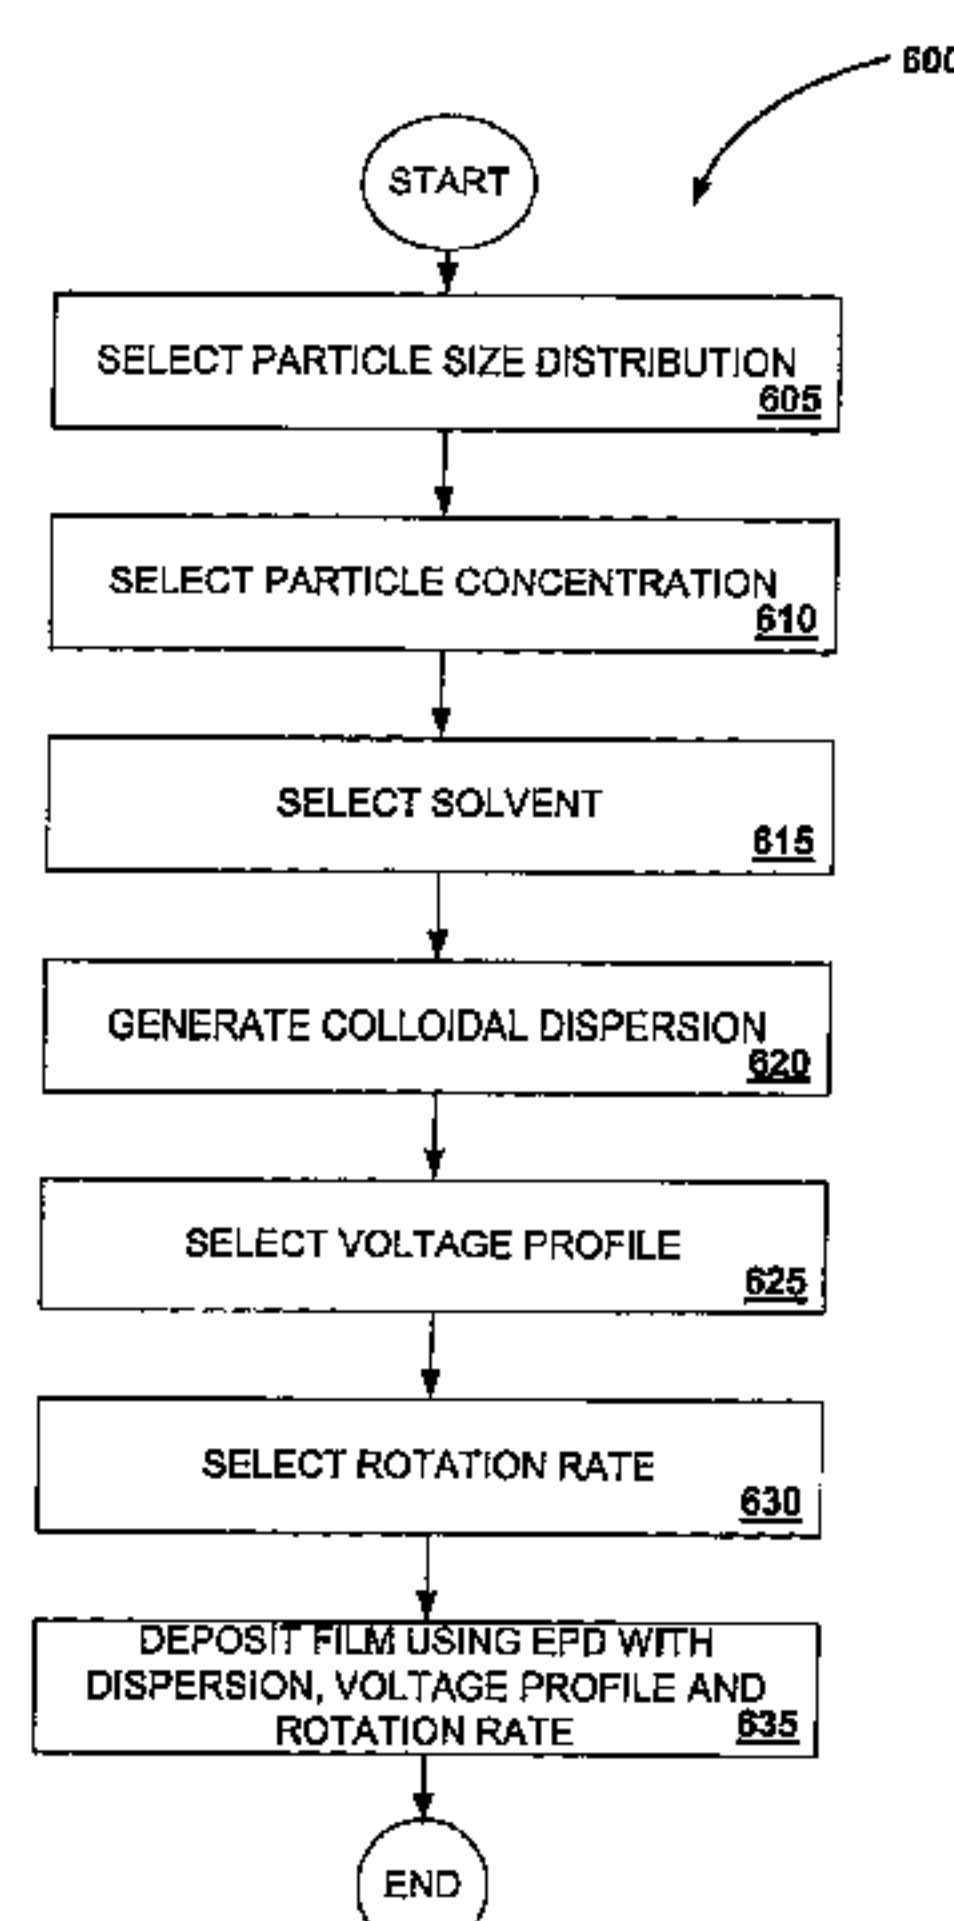 600
START
SELECT PARTICLE SIZE DISTRIBUTION
605
SELECT PARTICLE CONCENTRATION
610
SELECT SOLVENT
615
GENERATE COLLOIDAL DISPERSION
620
SELECT VOLTAGE PROFILE
625
SELECT ROTATION RATE
630
DEPOSIT FILM USING EPD WITH
DISPERSION, VOLTAGE PROFILE AND
ROTATION RATE
635
END